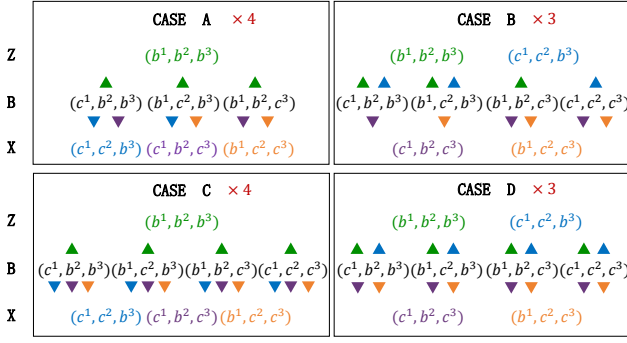 CASE A × 4
Z (b¹, b², b³)
B (c¹, b², b³) (b¹, c², b³) (b¹, b², c³)
X (c¹, c², b³) (c¹, b², c³) (b¹, c², c³)
CASE B × 3
(b¹, b², b³) (c¹, c², b³)
(c¹, b², b³) (b¹, c², b³) (b¹, b², c³) (c¹, c², c³)
(c¹, b², c³) (b¹, c², c³)
CASE C × 4
Z (b¹, b², b³)
B (c¹, b², b³) (b¹, c², b³) (b¹, b², c³) (c¹, c², c³)
X (c¹, c², b³) (c¹, b², c³) (b¹, c², c³)
CASE D × 3
(b¹, b², b³) (c¹, c², b³)
(c¹, b², b³) (b¹, c², b³) (b¹, b², c³) (c¹, c², c³)
(c¹, b², c³) (b¹, c², c³)